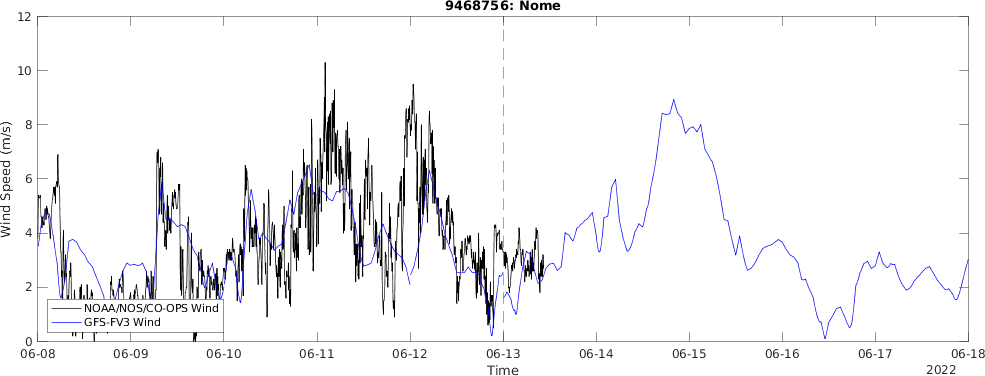 9468756: Nome
12
10
8
6
4
2
0
Wind Speed (m/s)
NOAA/NOS/CO-OPS Wind
GFS-FV3 Wind
06-08 06-09 06-10 06-11 06-12 06-13 06-14 06-15 06-16 06-17 06-18
Time
2022